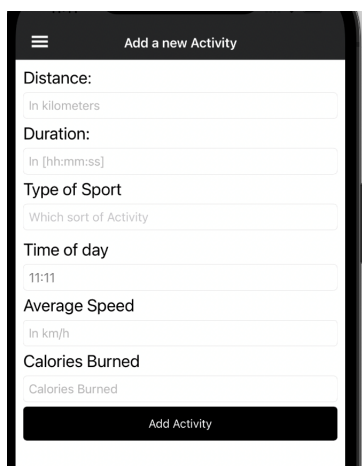 Add a new Activity
Distance:
In kilometers
Duration:
In [hh:mm:ss]
Type of Sport
Which sort of Activity
Time of day
11:11
Average Speed
In km/h
Calories Burned
Calories Burned
Add Activity